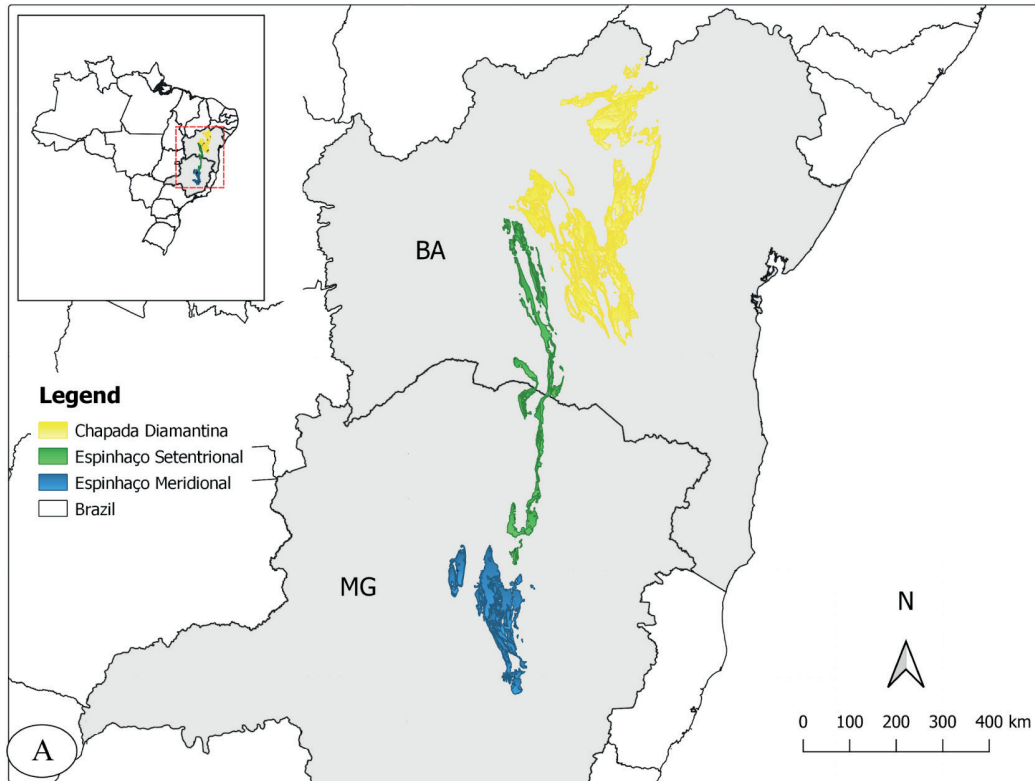 BA
Legend
Chapada Diamantina
Espinhaço Setentrional
Espinhaço Meridional
Brazil
MG
N
0 100 200 300 400 km
A